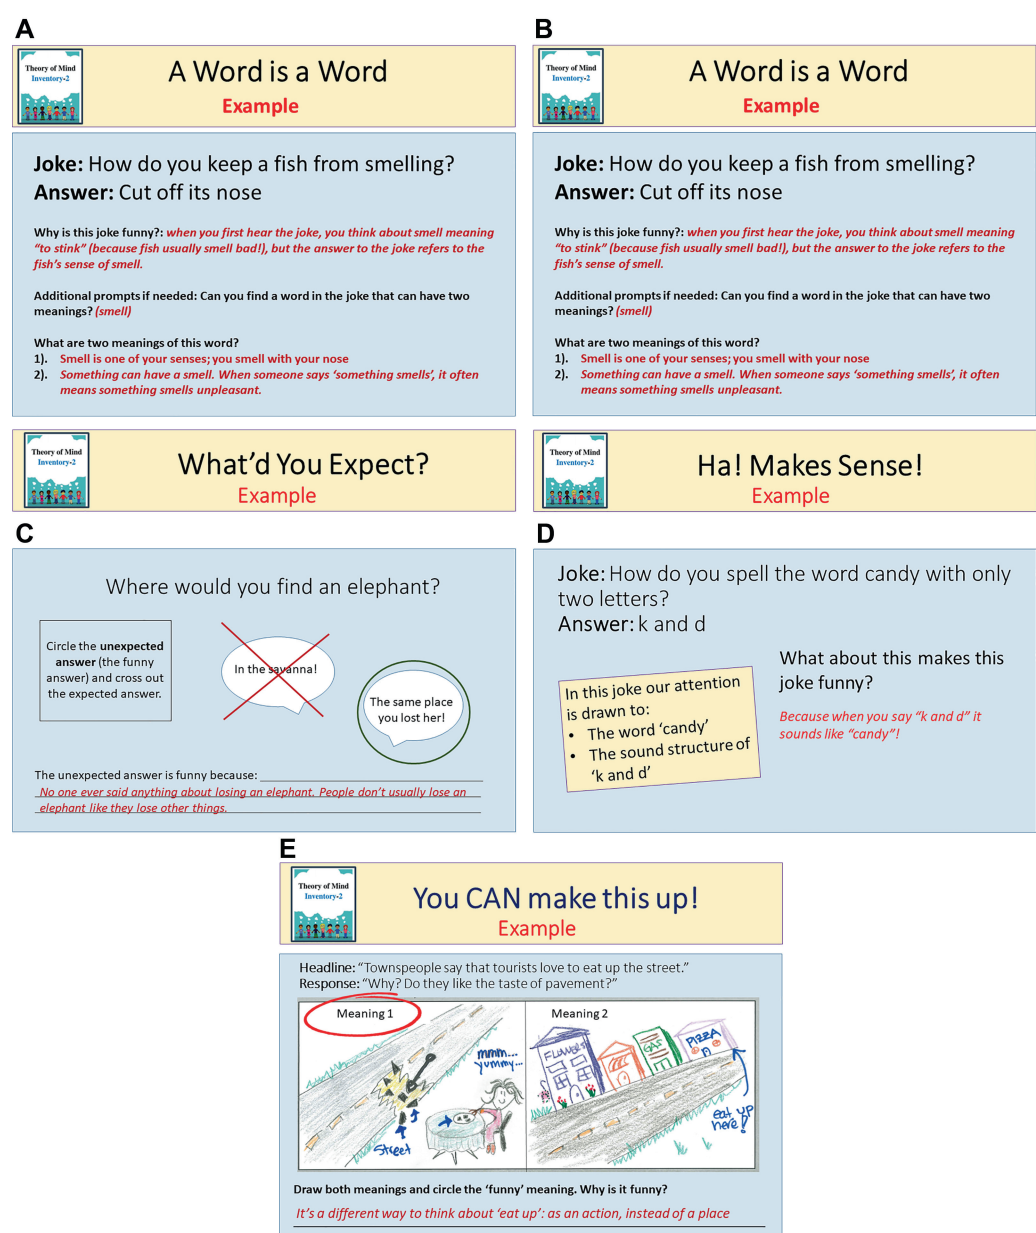 A
Theory of Mind
Inventory-2
A Word is a Word
Example
Joke: How do you keep a fish from smelling?
Answer: Cut off its nose
Why is this joke funny?: when you first hear the joke, you think about smell meaning
“to stink” (because fish usually smell bad!), but the answer to the joke refers to the
fish’s sense of smell.
Additional prompts if needed: Can you find a word in the joke that can have two
meanings? (smell)
What are two meanings of this word?
1). Smell is one of your senses; you smell with your nose
2). Something can have a smell. When someone says ‘something smells’, it often
means something smells unpleasant.
B
Theory of Mind
Inventory-2
A Word is a Word
Example
Joke: How do you keep a fish from smelling?
Answer: Cut off its nose
Why is this joke funny?: when you first hear the joke, you think about smell meaning
“to stink” (because fish usually smell bad!), but the answer to the joke refers to the
fish’s sense of smell.
Additional prompts if needed: Can you find a word in the joke that can have two
meanings? (smell)
What are two meanings of this word?
1). Smell is one of your senses; you smell with your nose
2). Something can have a smell. When someone says ‘something smells’, it often
means something smells unpleasant.
Theory of Mind
Inventory-2
What’d You Expect?
Example
C
Where would you find an elephant?
Circle the unexpected
answer (the funny
answer) and cross out
the expected answer.
In the savanna!
The same place
you lost her!
The unexpected answer is funny because:
No one ever said anything about losing an elephant. People don’t usually lose an
elephant like they lose other things.
Theory of Mind
Inventory-2
Ha! Makes Sense!
Example
D
Joke: How do you spell the word candy with only
two letters?
Answer: k and d
In this joke our attention
is drawn to:
• The word ‘candy’
• The sound structure of
‘k and d’
What about this makes this
joke funny?
Because when you say “k and d” it
sounds like “candy”!
E
Theory of Mind
Inventory-2
You CAN make this up!
Example
Headline: “Townspeople say that tourists love to eat up the street.”
Response: “Why? Do they like the taste of pavement?”
Meaning 1
mmm...
yummy...
Street
Meaning 2
FLOWERS
GAS
PIZZA
eat up
here!
Draw both meanings and circle the ‘funny’ meaning. Why is it funny?
It’s a different way to think about ‘eat up’: as an action, instead of a place